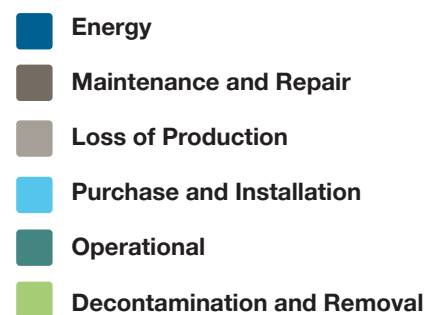 Energy
Maintenance and Repair
Loss of Production
Purchase and Installation
Operational
Decontamination and Removal